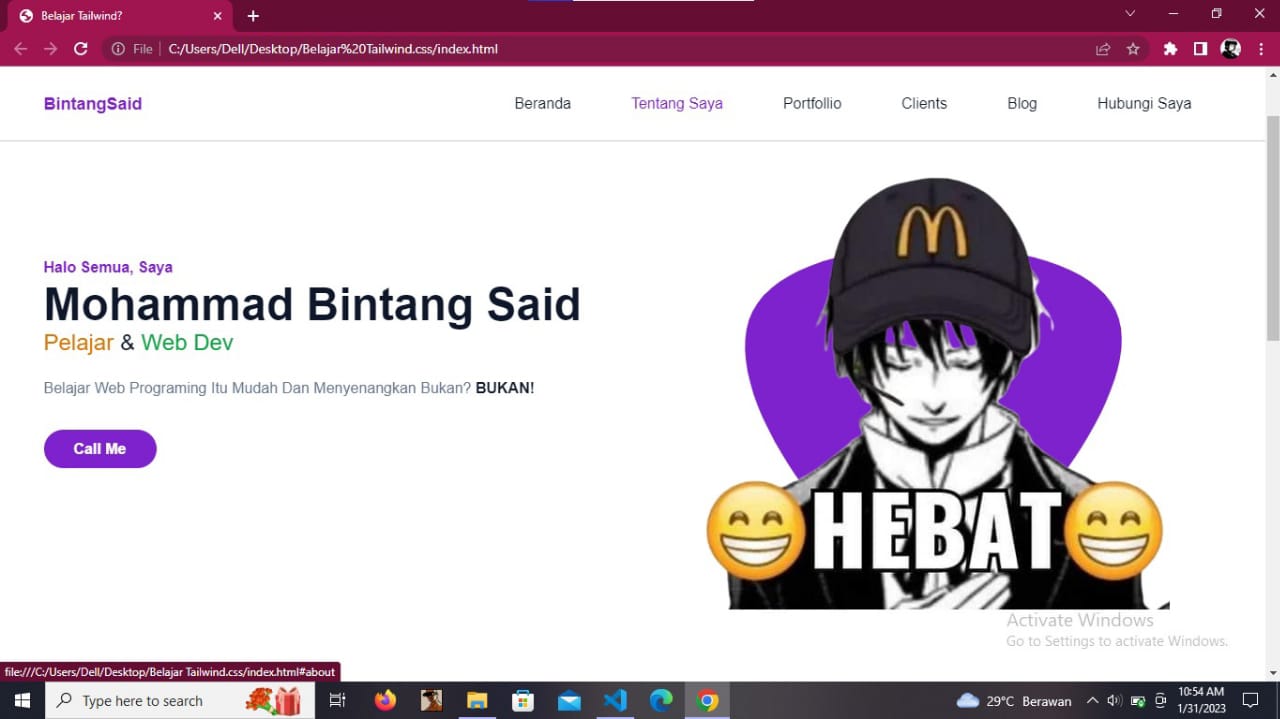 Belajar Tailwind?
File C:/Users/Dell/Desktop/Belajar%20Tailwind.css/index.html
BintangSaid Beranda Tentang Saya Portfollio Clients Blog Hubungi Saya
Halo Semua, Saya
Mohammad Bintang Said
Pelajar & Web Dev
Belajar Web Programing Itu Mudah Dan Menyenangkan Bukan? BUKAN!
Call Me
HEBAT
Activate Windows
Go to Settings to activate Windows.
file:///C:/Users/Dell/Desktop/Belajar Tailwind.css/index.html#about
Type here to search
29°C Berawan
10:54 AM
1/31/2023